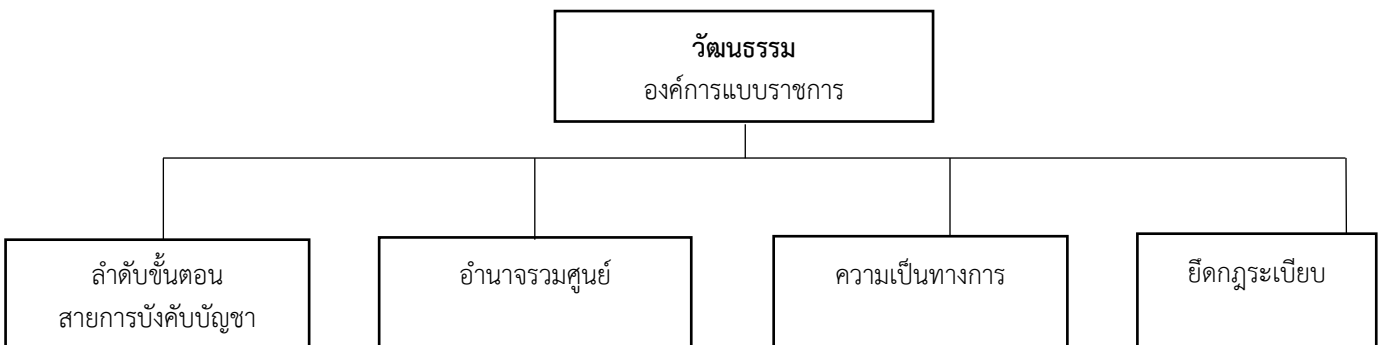 วัฒนธรรม
องค์การแบบราชการ
ลำดับขั้นตอน
สายการบังคับบัญชา
อำนาจรวมศูนย์
ความเป็นทางการ
ยึดกฎระเบียบ